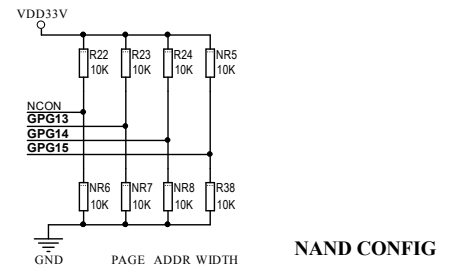 VDD33V
R22 R23 R24 NR5
10K 10K 10K 10K
NCON
GPG13
GPG14
GPG15
NR6 NR7 NR8 R38
10K 10K 10K 10K
GND PAGE ADDR WIDTH
NAND CONFIG